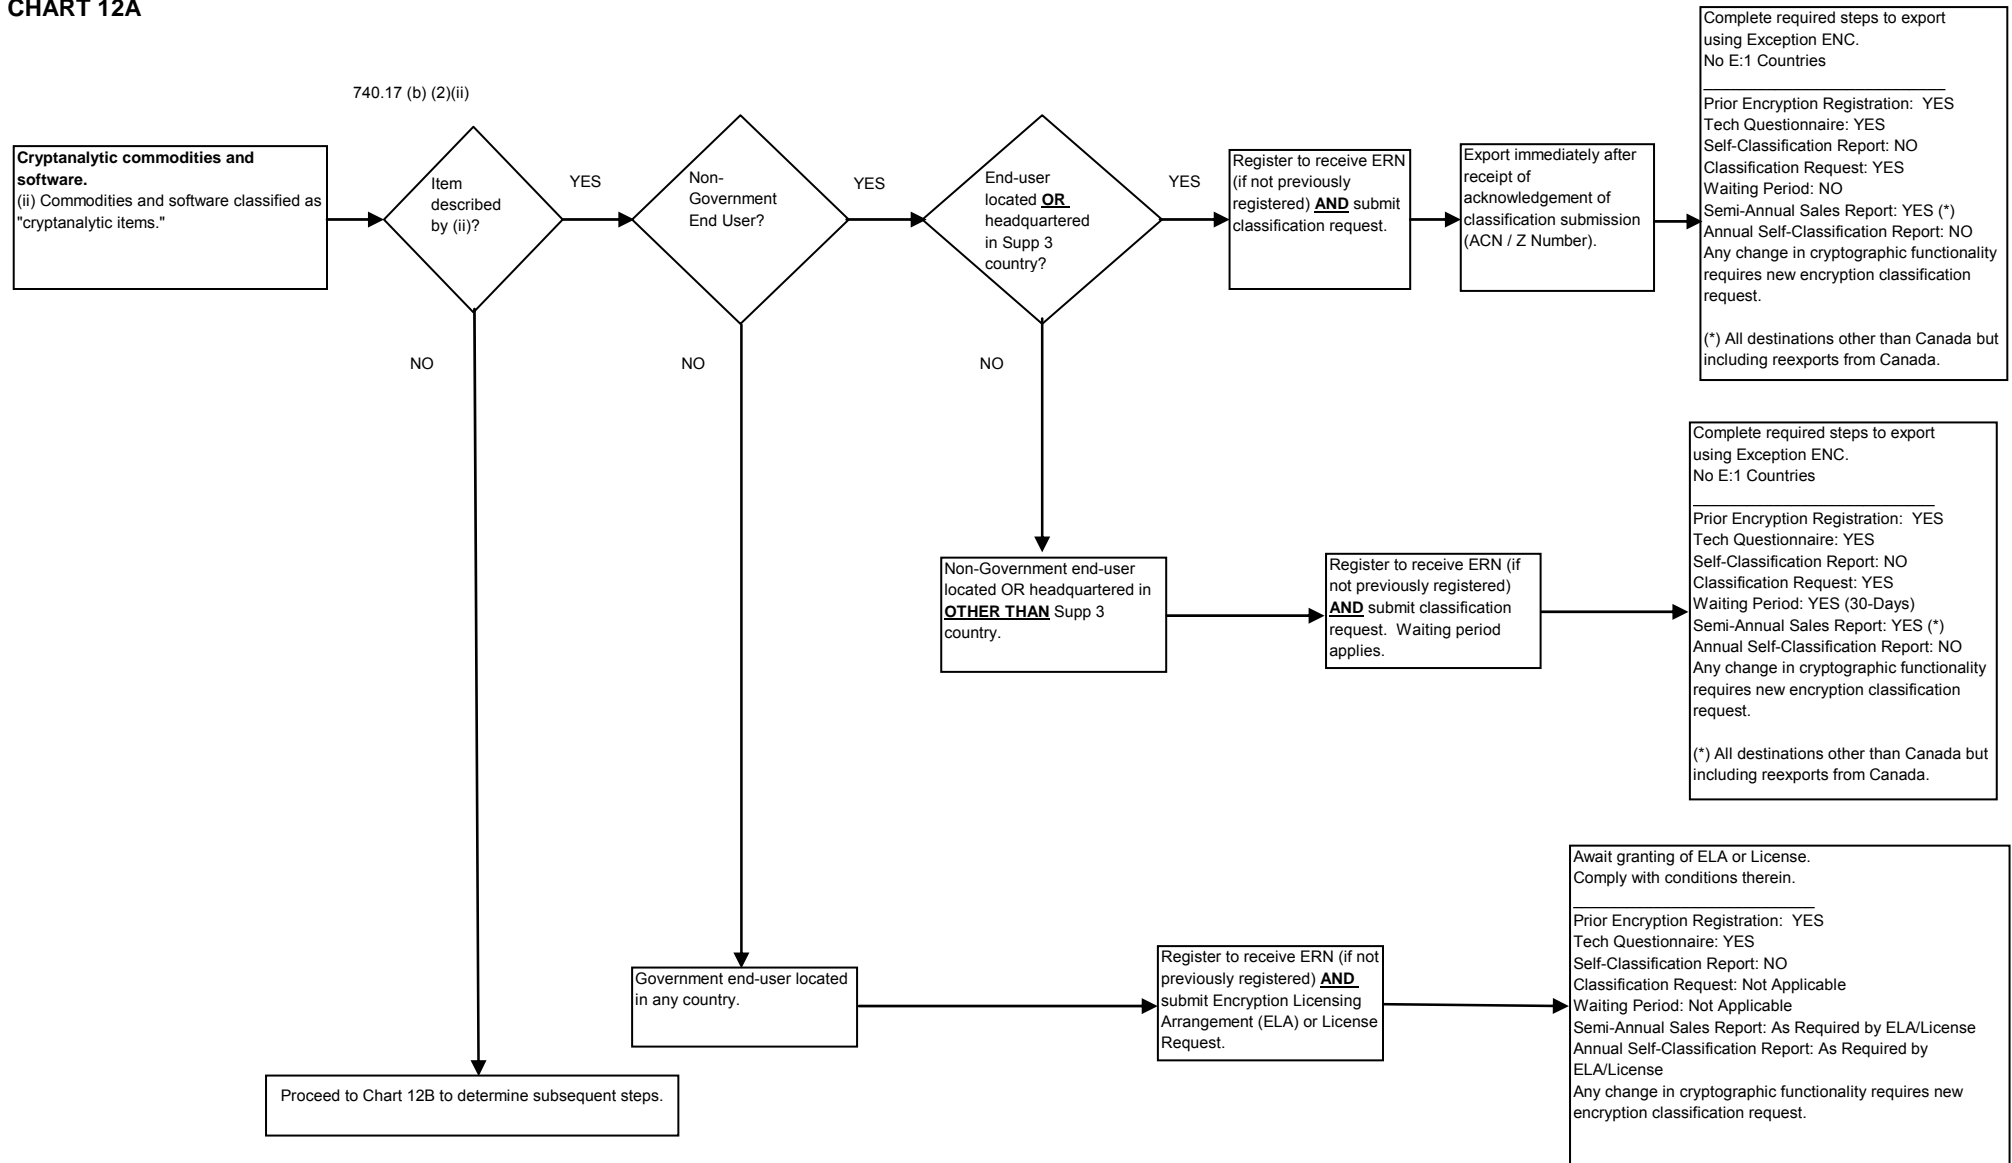 CHART 12A
740.17 (b) (2)(ii)
Cryptanalytic commodities and
software.
(ii) Commodities and software classified as
"cryptanalytic items."
Item
described
by (ii)?
YES
NO
Non-
Government
End User?
YES
NO
End-user
located OR
headquartered
in Supp 3
country?
YES
NO
Register to receive ERN
(if not previously
registered) AND submit
classification request.
Export immediately after
receipt of
acknowledgement of
classification submission
(ACN / Z Number).
Complete required steps to export
using Exception ENC.
No E:1 Countries
Prior Encryption Registration:  YES
Tech Questionnaire: YES
Self-Classification Report: NO
Classification Request: YES
Waiting Period: NO
Semi-Annual Sales Report: YES (*)
Annual Self-Classification Report: NO
Any change in cryptographic functionality
requires new encryption classification
request.
(*) All destinations other than Canada but
including reexports from Canada.
Non-Government end-user
located OR headquartered in
OTHER THAN Supp 3
country.
Register to receive ERN (if
not previously registered)
AND submit classification
request.  Waiting period
applies.
Complete required steps to export
using Exception ENC.
No E:1 Countries
Prior Encryption Registration:  YES
Tech Questionnaire: YES
Self-Classification Report: NO
Classification Request: YES
Waiting Period: YES (30-Days)
Semi-Annual Sales Report: YES (*)
Annual Self-Classification Report: NO
Any change in cryptographic functionality
requires new encryption classification
request.
(*) All destinations other than Canada but
including reexports from Canada.
Government end-user located
in any country.
Register to receive ERN (if not
previously registered) AND
submit Encryption Licensing
Arrangement (ELA) or License
Request.
Await granting of ELA or License.
Comply with conditions therein.
Prior Encryption Registration:  YES
Tech Questionnaire: YES
Self-Classification Report: NO
Classification Request: Not Applicable
Waiting Period: Not Applicable
Semi-Annual Sales Report: As Required by ELA/License
Annual Self-Classification Report: As Required by
ELA/License
Any change in cryptographic functionality requires new
encryption classification request.
Proceed to Chart 12B to determine subsequent steps.